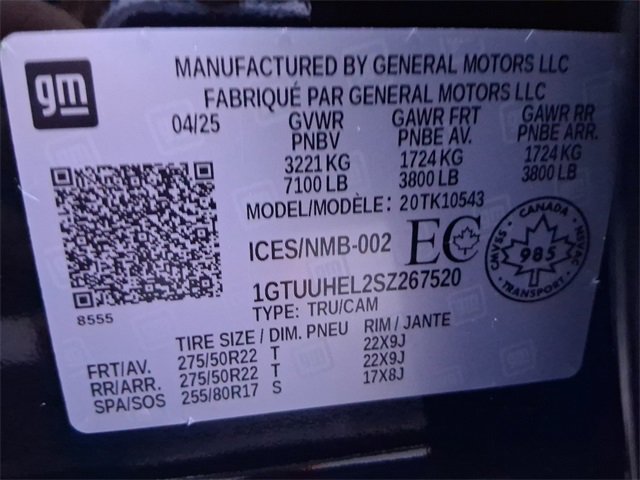 gm
MANUFACTURED BY GENERAL MOTORS LLC
FABRIQUÉ PAR GENERAL MOTORS LLC
04/25 GVWR GAWR FRT GAWR RR
PNBV PNBE AV. PNBE ARR.
3221 KG 1724 KG 1724 KG
7100 LB 3800 LB 3800 LB
MODEL/MODÈLE: 20TK10543
ICES/NMB-002 EC
CANADA
CMVSS 985 NSVAC
TRANSPORT
1GTUUHEL2SZ267520
8555
TYPE: TRU/CAM
TIRE SIZE / DIM. PNEU RIM / JANTE
FRT/AV. 275/50R22 T 22X9J
RR/ARR. 275/50R22 T 22X9J
SPA/SOS 255/80R17 S 17X8J